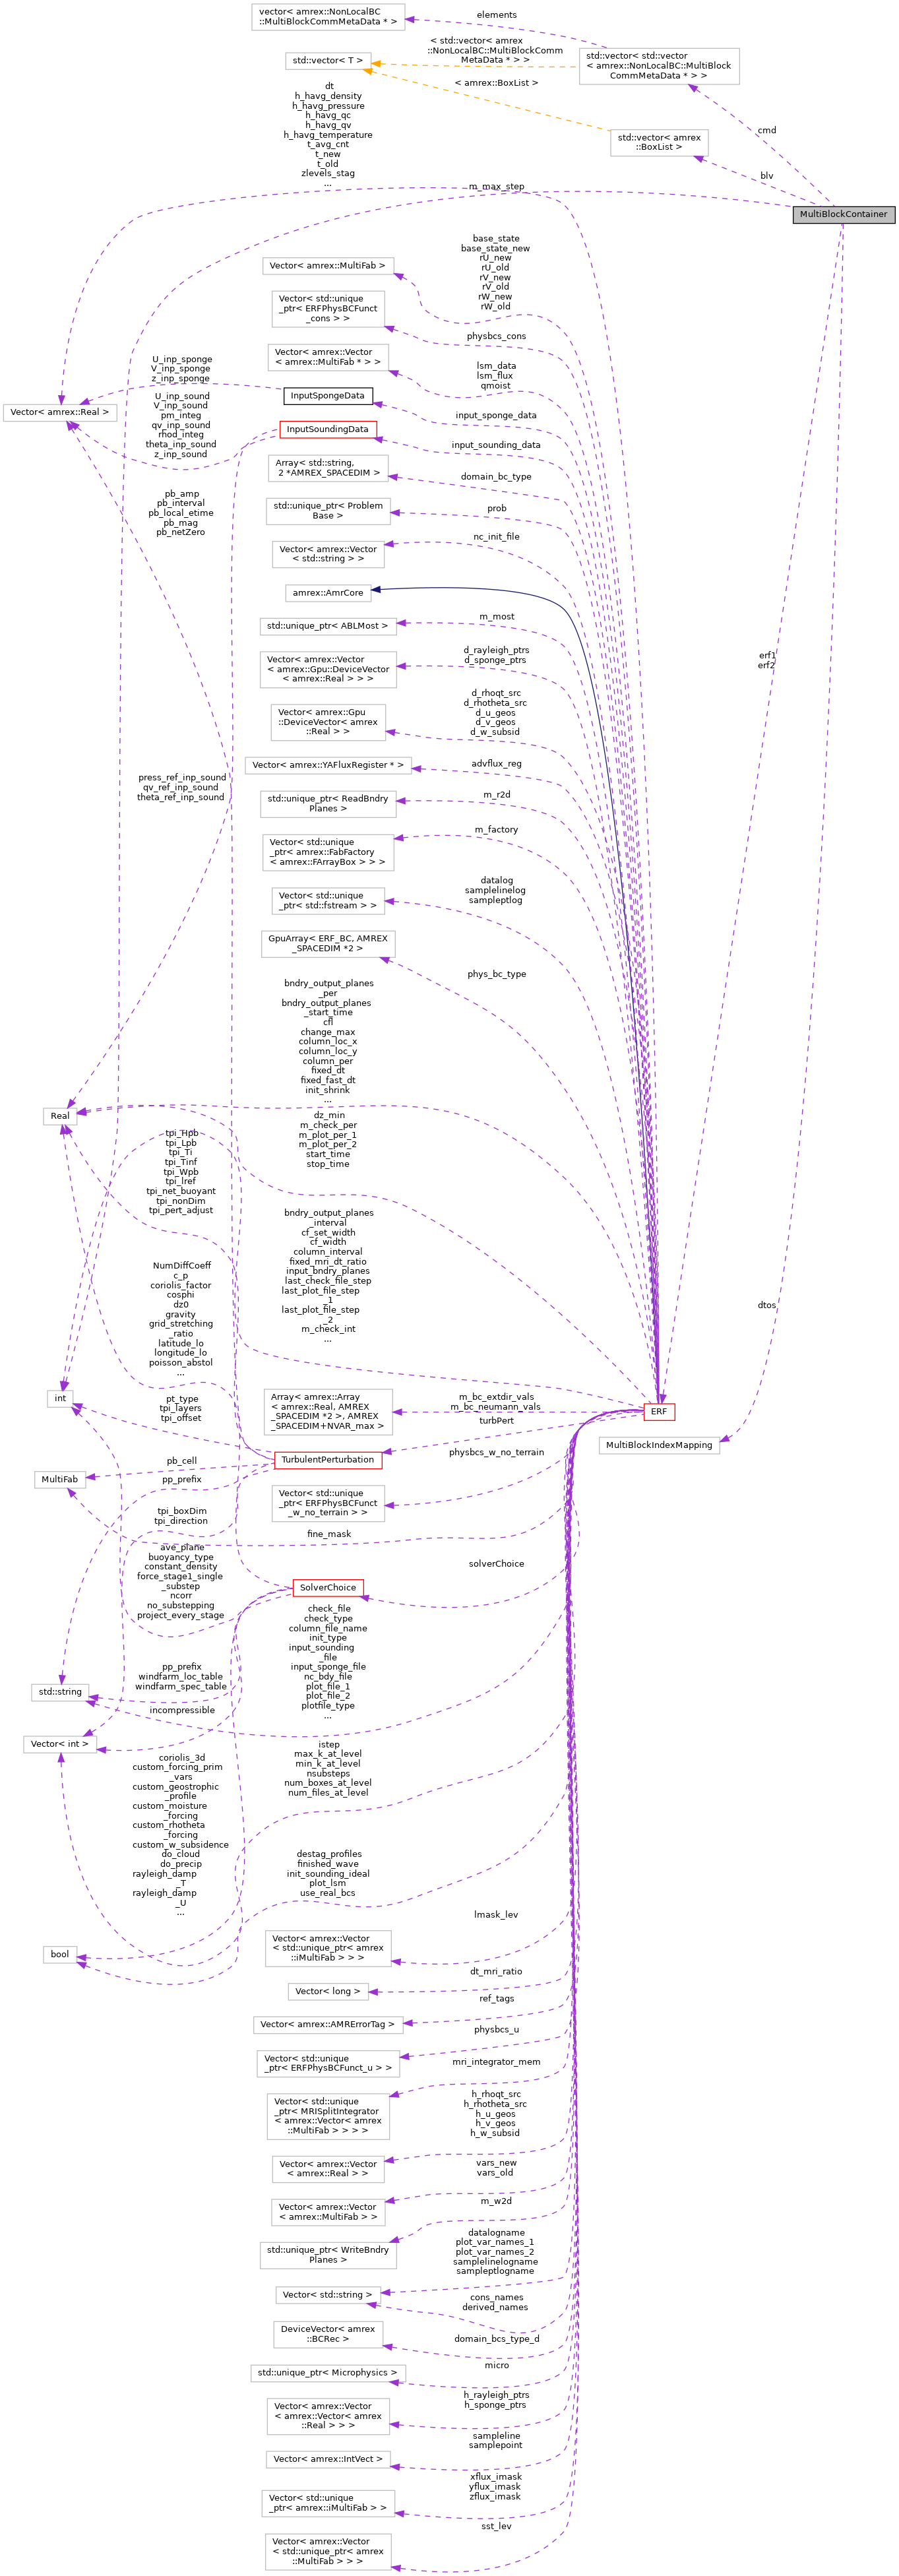 vector< amrex::NonLocalBC
::MultiBlockCommMetaData * >
elements
std::vector< std::vector
< amrex::NonLocalBC::MultiBlock
CommMetaData * > >
< std::vector< amrex
::NonLocalBC::MultiBlockComm
MetaData * > >
std::vector< T >
< amrex::BoxList >
dt
h_havg_density
h_havg_pressure
h_havg_qc
h_havg_qv
h_havg_temperature
t_avg_cnt
t_new
t_old
zlevels_stag
...
cmd
std::vector< amrex
::BoxList >
blv
m_max_step
MultiBlockContainer
base_state
base_state_new
rU_new
rU_old
rV_new
rV_old
rW_new
rW_old
Vector< amrex::MultiFab >
Vector< std::unique
_ptr< ERFPhysBCFunct
_cons > >
physbcs_cons
Vector< amrex::Vector
< amrex::MultiFab * > >
lsm_data
lsm_flux
qmoist
U_inp_sponge
V_inp_sponge
z_inp_sponge
InputSpongeData
input_sponge_data
Vector< amrex::Real >
U_inp_sound
V_inp_sound
pm_integ
qv_inp_sound
rhod_integ
theta_inp_sound
z_inp_sound
InputSoundingData
input_sounding_data
Array< std::string,
2 *AMREX_SPACEDIM >
domain_bc_type
pb_amp
pb_interval
pb_local_etime
pb_mag
pb_netZero
std::unique_ptr< Problem
Base >
prob
Vector< amrex::Vector
< std::string > >
nc_init_file
amrex::AmrCore
std::unique_ptr< ABLMost >
m_most
Vector< amrex::Vector
< amrex::Gpu::DeviceVector
< amrex::Real > > >
d_rayleigh_ptrs
d_sponge_ptrs
erf1
erf2
Vector< amrex::Gpu
::DeviceVector< amrex
::Real > >
d_rhoqt_src
d_rhotheta_src
d_u_geos
d_v_geos
d_w_subsid
Vector< amrex::YAFluxRegister * >
advflux_reg
press_ref_inp_sound
qv_ref_inp_sound
theta_ref_inp_sound
std::unique_ptr< ReadBndry
Planes >
m_r2d
Vector< std::unique
_ptr< amrex::FabFactory
< amrex::FArrayBox > > >
m_factory
Vector< std::unique
_ptr< std::fstream > >
datalog
samplelinelog
sampleptlog
GpuArray< ERF_BC, AMREX
_SPACEDIM *2 >
phys_bc_type
bndry_output_planes
_per
bndry_output_planes
_start_time
cfl
change_max
column_loc_x
column_loc_y
column_per
fixed_dt
fixed_fast_dt
init_shrink
...
Real
dz_min
m_check_per
m_plot_per_1
m_plot_per_2
start_time
stop_time
tpi_Hpb
tpi_Lpb
tpi_Ti
tpi_Tinf
tpi_Wpb
tpi_lref
tpi_net_buoyant
tpi_nonDim
tpi_pert_adjust
bndry_output_planes
_interval
cf_set_width
cf_width
column_interval
fixed_mri_dt_ratio
input_bndry_planes
last_check_file_step
last_plot_file_step
_1
last_plot_file_step
_2
m_check_int
...
NumDiffCoeff
c_p
coriolis_factor
cosphi
dz0
gravity
grid_stretching
_ratio
latitude_lo
longitude_lo
poisson_abstol
...
dtos
int
pt_type
tpi_layers
tpi_offset
Array< amrex::Array
< amrex::Real, AMREX
_SPACEDIM *2 >, AMREX
_SPACEDIM+NVAR_max >
m_bc_extdir_vals
m_bc_neumann_vals
ERF
turbPert
MultiBlockIndexMapping
TurbulentPerturbation
physbcs_w_no_terrain
pb_cell
MultiFab
pp_prefix
Vector< std::unique
_ptr< ERFPhysBCFunct
_w_no_terrain > >
tpi_boxDim
tpi_direction
fine_mask
ave_plane
buoyancy_type
constant_density
force_stage1_single
_substep
ncorr
no_substepping
project_every_stage
solverChoice
SolverChoice
check_file
check_type
column_file_name
init_type
input_sounding
_file
input_sponge_file
nc_bdy_file
plot_file_1
plot_file_2
plotfile_type
...
pp_prefix
windfarm_loc_table
windfarm_spec_table
std::string
incompressible
Vector< int >
istep
max_k_at_level
min_k_at_level
nsubsteps
num_boxes_at_level
num_files_at_level
coriolis_3d
custom_forcing_prim
_vars
custom_geostrophic
_profile
custom_moisture
_forcing
custom_rhotheta
_forcing
custom_w_subsidence
do_cloud
do_precip
rayleigh_damp
_T
rayleigh_damp
_U
...
destag_profiles
finished_wave
init_sounding_ideal
plot_lsm
use_real_bcs
bool
lmask_lev
Vector< amrex::Vector
< std::unique_ptr< amrex
::iMultiFab > > >
dt_mri_ratio
Vector< long >
ref_tags
Vector< amrex::AMRErrorTag >
physbcs_u
Vector< std::unique
_ptr< ERFPhysBCFunct_u > >
mri_integrator_mem
Vector< std::unique
_ptr< MRISplitIntegrator
< amrex::Vector< amrex
::MultiFab > > > >
h_rhoqt_src
h_rhotheta_src
h_u_geos
h_v_geos
h_w_subsid
Vector< amrex::Vector
< amrex::Real > >
vars_new
vars_old
Vector< amrex::Vector
< amrex::MultiFab > >
m_w2d
std::unique_ptr< WriteBndry
Planes >
datalogname
plot_var_names_1
plot_var_names_2
samplelinelogname
sampleptlogname
Vector< std::string >
cons_names
derived_names
DeviceVector< amrex
::BCRec >
domain_bcs_type_d
micro
std::unique_ptr< Microphysics >
h_rayleigh_ptrs
h_sponge_ptrs
Vector< amrex::Vector
< amrex::Vector< amrex
::Real > > >
sampleline
samplepoint
Vector< amrex::IntVect >
xflux_imask
yflux_imask
zflux_imask
Vector< std::unique
_ptr< amrex::iMultiFab > >
sst_lev
Vector< amrex::Vector
< std::unique_ptr< amrex
::MultiFab > > >